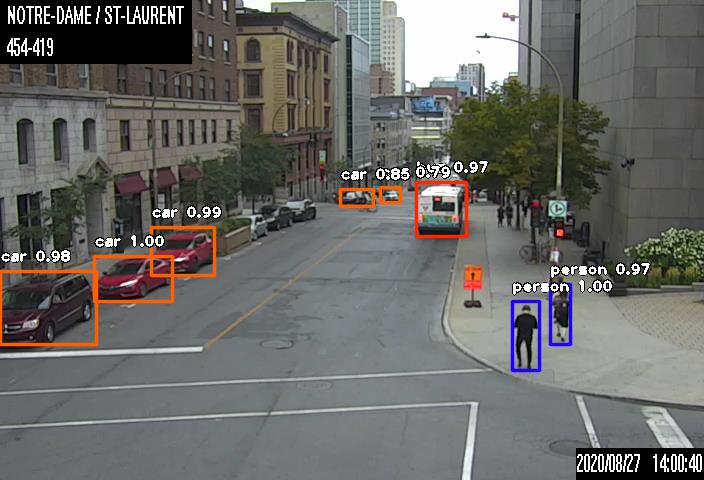 NOTRE-DAME / ST-LAURENT
454-419
car 0.85
0.79
0.97
car 0.99
car 1.00
car 0.98
person 0.97
person 1.00
2020/08/27 14:00:40